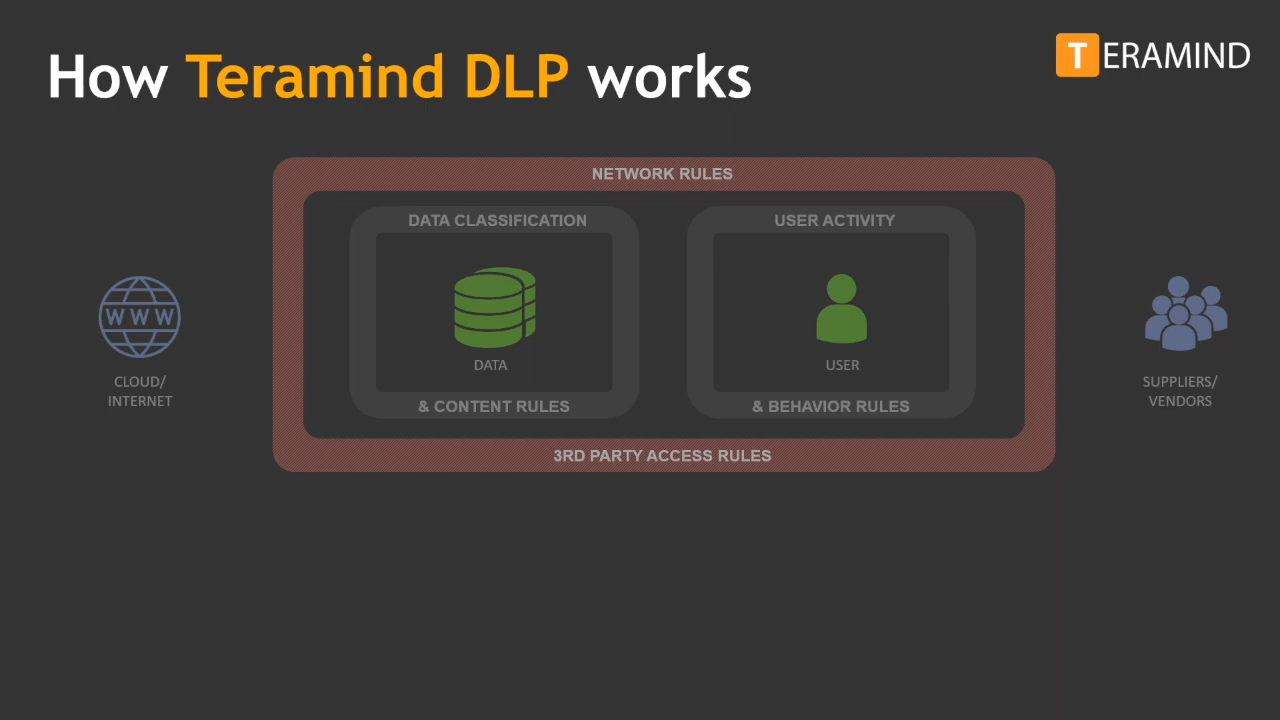 How Teramind DLP works
TERAMIND
NETWORK RULES
DATA CLASSIFICATION
USER ACTIVITY
WWW
DATA
USER
CLOUD/
INTERNET
SUPPLIERS/
VENDORS
& CONTENT RULES
& BEHAVIOR RULES
3RD PARTY ACCESS RULES